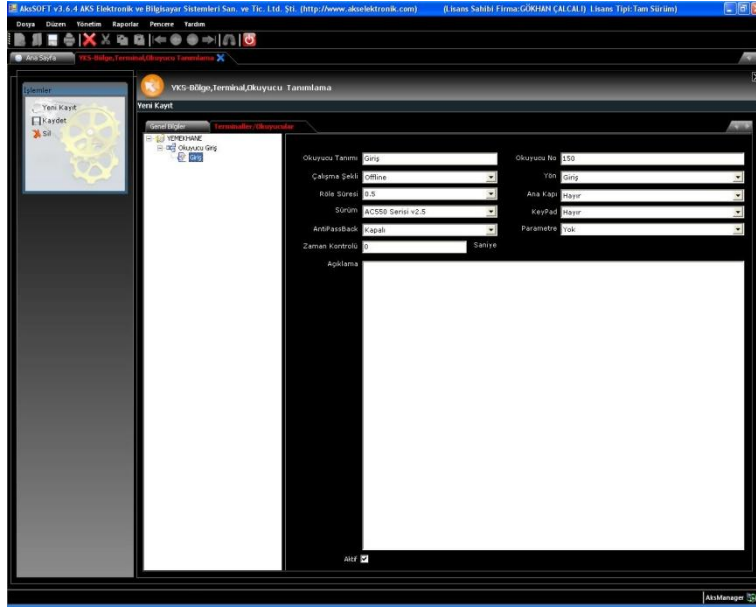 AksSOFT v3.6.4 AKS Elektronik ve Bilgisayar Sistemleri San. ve Tic. Ltd. Şti. (http://www.akselektronik.com) (Lisans Sahibi Firma:GÖKHAN ÇALCALI) Lisans Tipi:Tam Sürüm)
Dosya Düzen Yönetim Raporlar Pencere Yardım
Ana Sayfa YKS-Bölge,Terminal,Okuyucu Tanımlama
İşlemler
Yeni Kayıt
Kaydet
Sil
YKS-Bölge,Terminal,Okuyucu Tanımlama
Yeni Kayıt
Genel Bilgiler Terminaller/Okuyucular
YEMEKHANE
Okuyucu Giriş
Giriş
Okuyucu Tanımı Giriş Okuyucu No 150
Çalışma Şekli Offline Yön Giriş
Röle Süresi 0.5 Ana Kapı Hayır
Sürüm AC550 Serisi v2.5 KeyPad Hayır
AntiPassBack Kapalı Parametre Yok
Zaman Kontrolü 0 Saniye
Açıklama
Aktif
AksManager